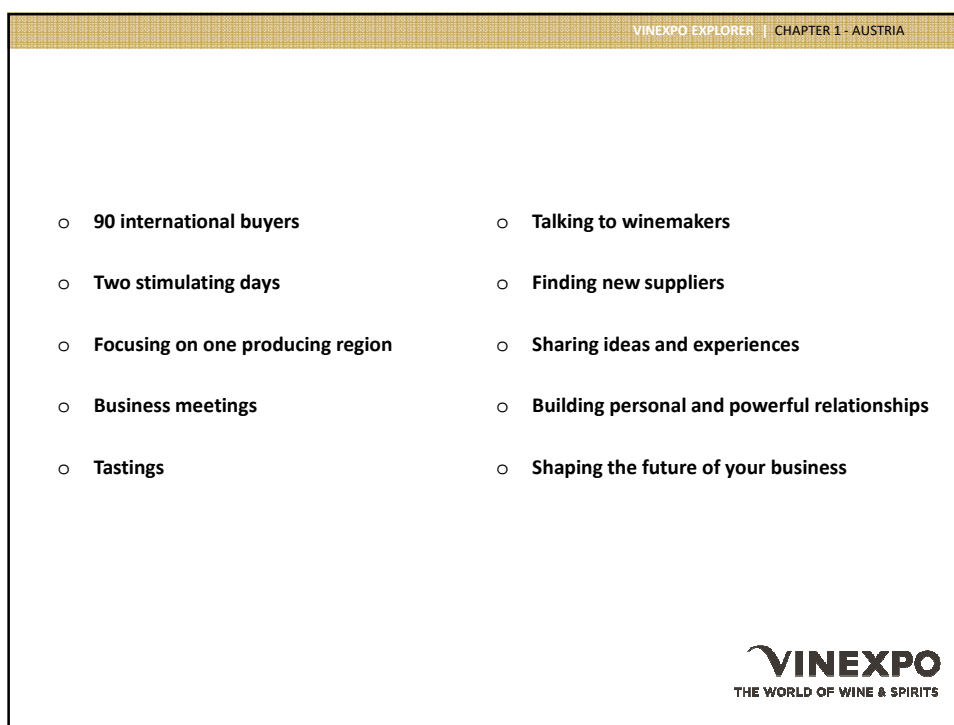 VINEXPO EXPLORER | CHAPTER 1 - AUSTRIA
o 90 international buyers
o Two stimulating days
o Focusing on one producing region
o Business meetings
o Tastings
o Talking to winemakers
o Finding new suppliers
o Sharing ideas and experiences
o Building personal and powerful relationships
o Shaping the future of your business
VINEXPO
THE WORLD OF WINE & SPIRITS